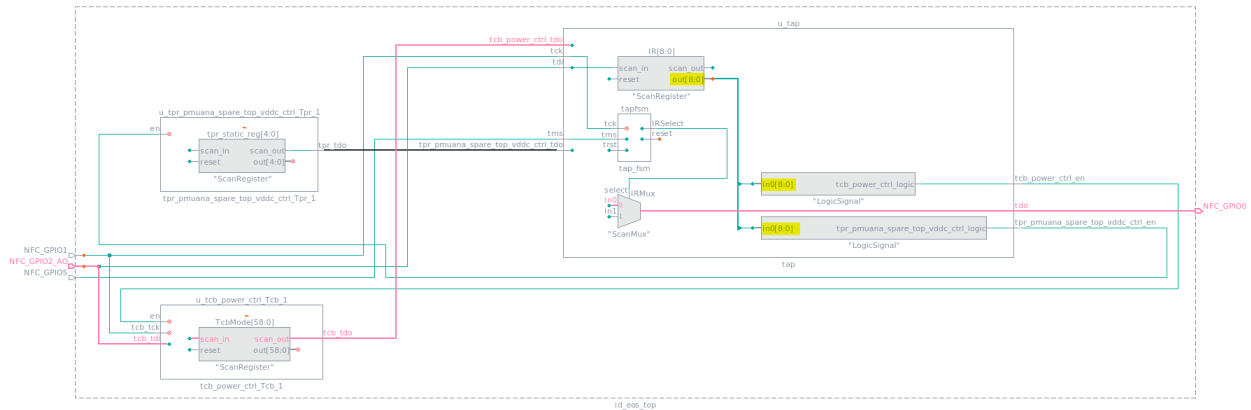 u_tap
tcb_power_ctrl_tdo
tck
tdi
IR[8:0]
scan_in
scan_out
reset
out[8:0]
"ScanRegister"
u_tpr_pmuana_spare_top_vddc_ctrl_Tpr_1
en
tpr_static_reg[4:0]
scan_in
scan_out
reset
out[4:0]
"ScanRegister"
tpr_pmuana_spare_top_vddc_ctrl_Tpr_1
tpr_tdo
tms
tpr_pmuana_spare_top_vddc_ctrl_tdo
tapfsm
tck
IRSelect
tms
reset
trst
tap_fsm
select
IRMux
in0
0
in1
1
"ScanMux"
in0[8:0]
tcb_power_ctrl_logic
"LogicSignal"
in0[8:0]
tpr_pmuana_spare_top_vddc_ctrl_logic
"LogicSignal"
tap
tcb_power_ctrl_en
tdo
NFC_GPIO0
tpr_pmuana_spare_top_vddc_ctrl_en
NFC_GPIO1
NFC_GPIO2_AO
NFC_GPIO5
u_tcb_power_ctrl_Tcb_1
en
tcb_tck
tcb_tdi
TcbMode[58:0]
scan_in
scan_out
reset
out[58:0]
"ScanRegister"
tcb_tdo
tcb_power_ctrl_Tcb_1
id_eos_top